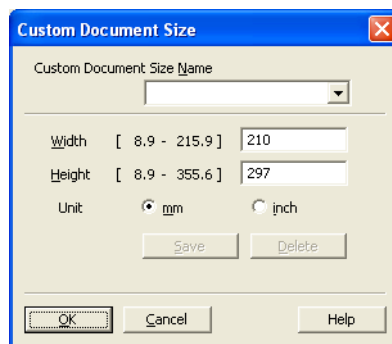 Custom Document Size
Custom Document Size Name
Width [ 8.9 - 215.9 ] 210
Height [ 8.9 - 355.6 ] 297
Unit mm inch
Save Delete
OK Cancel Help